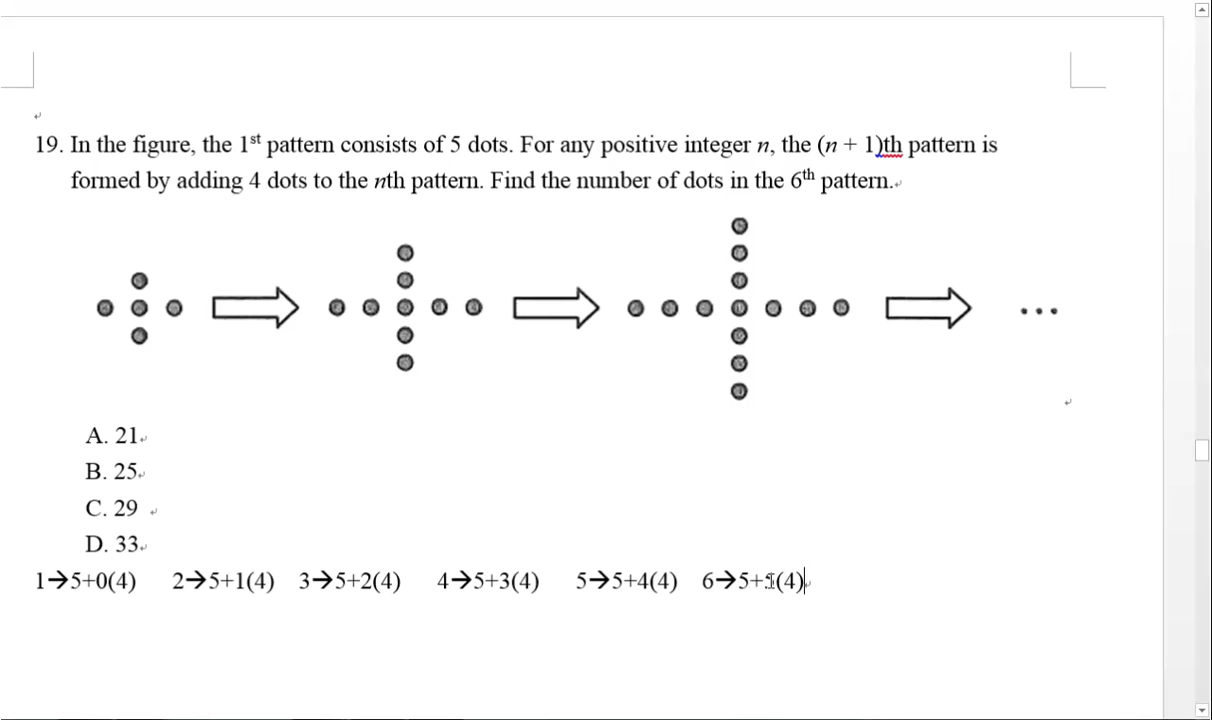 19. In the figure, the 1st pattern consists of 5 dots. For any positive integer n, the (n + 1)th pattern is
formed by adding 4 dots to the nth pattern. Find the number of dots in the 6th pattern.
...
A. 21
B. 25
C. 29
D. 33
1→5+0(4) 2→5+1(4) 3→5+2(4) 4→5+3(4) 5→5+4(4) 6→5+5(4)